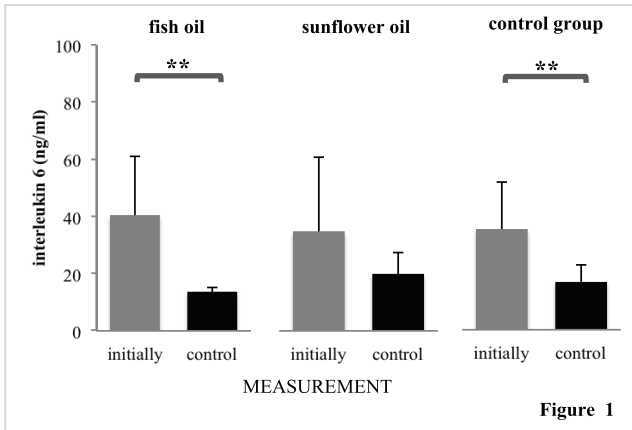 fish oil sunflower oil control group
100
** **
80
60
40
20
0
interleukin 6 (ng/ml)
initially control initially control initially control
MEASUREMENT
Figure 1